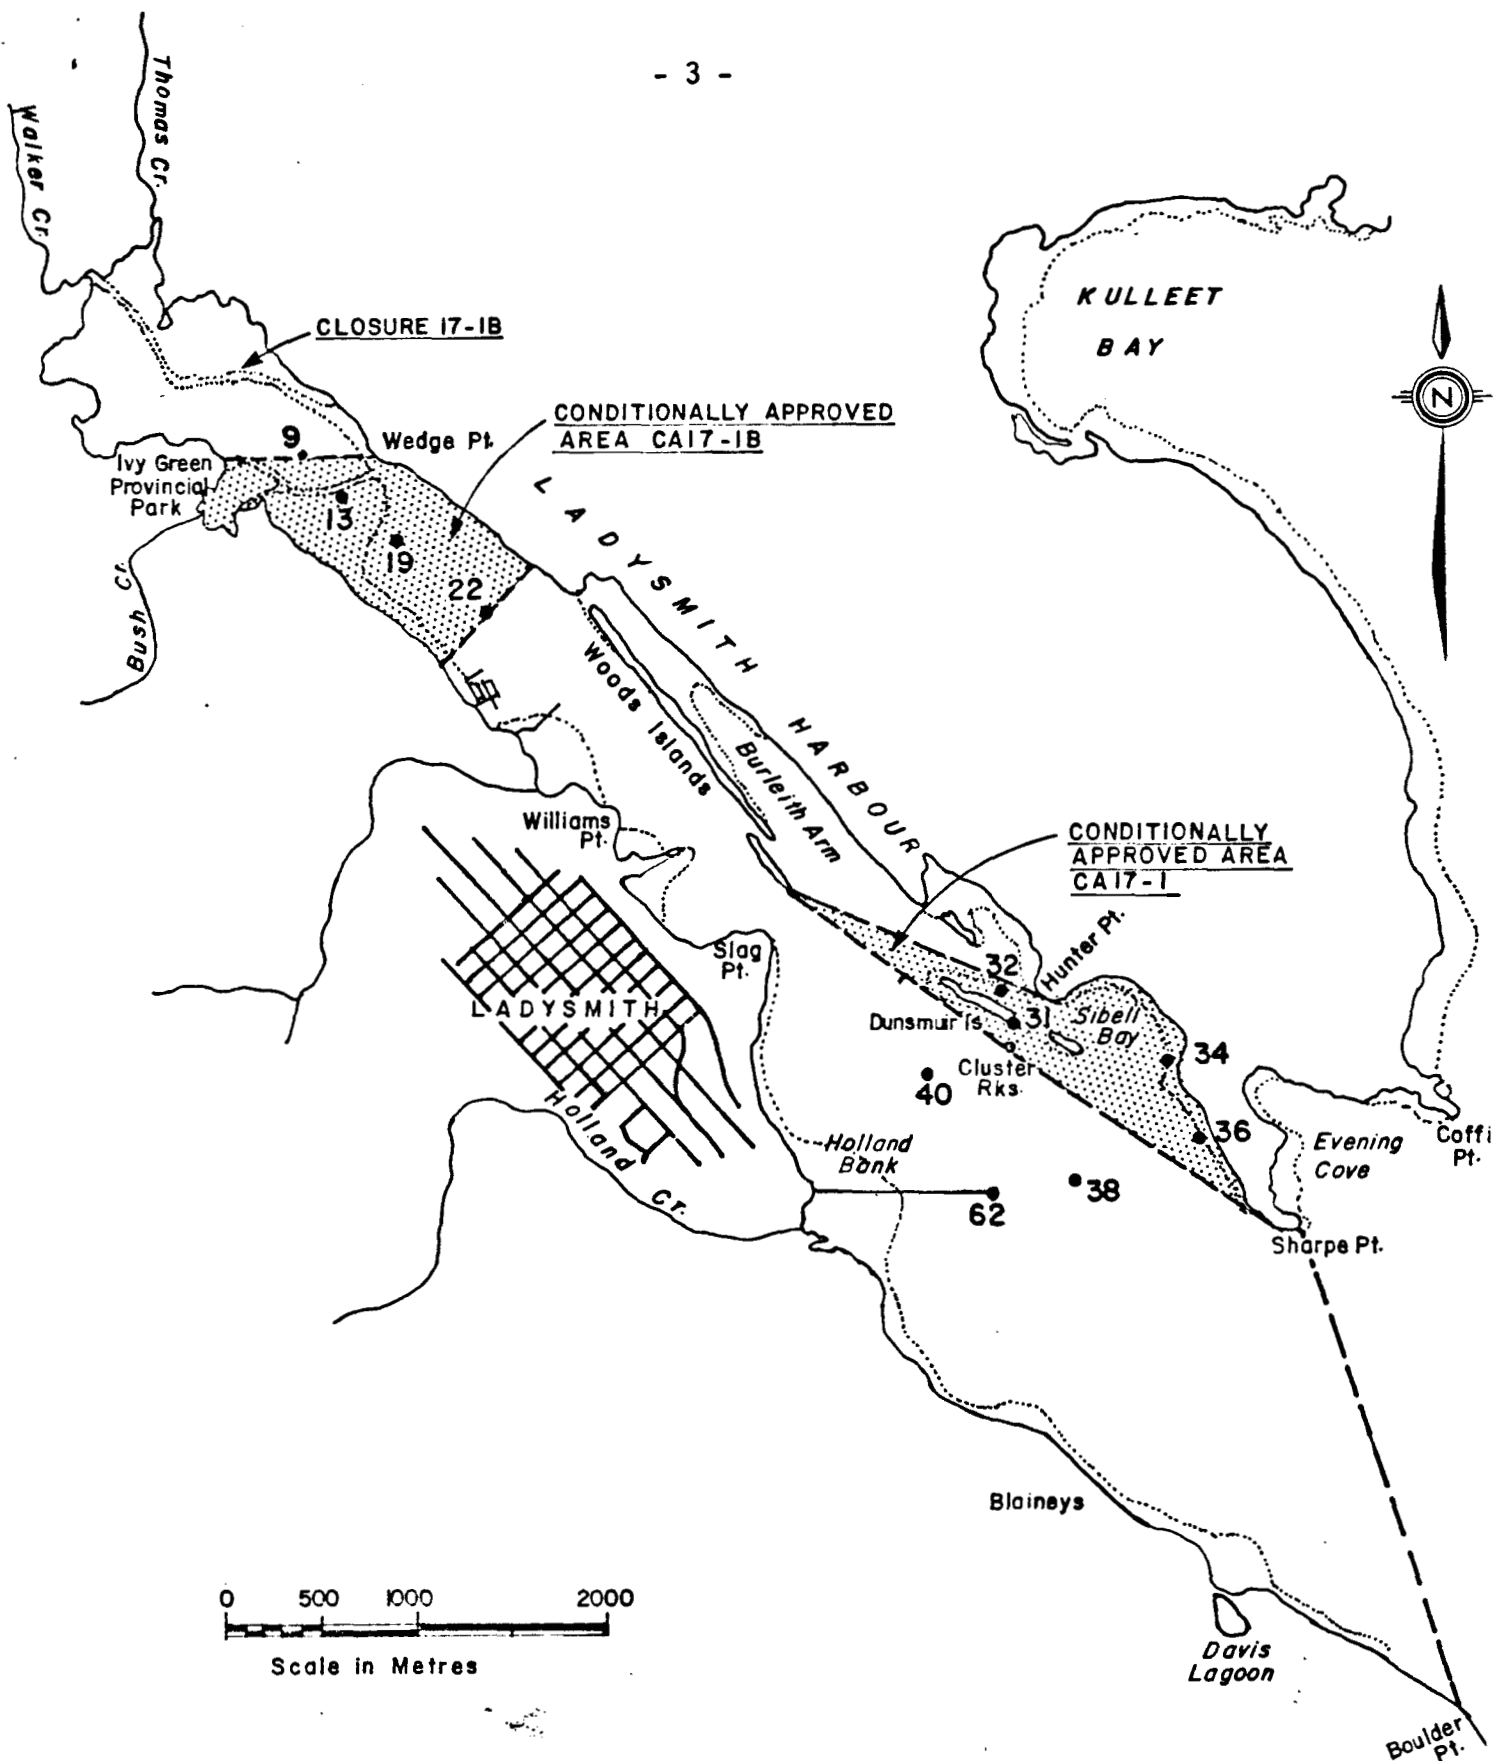 - 3 -
Thomas Cr.
Walker Cr.
KULLEET
BAY
CLOSURE 17-1B
N
CONDITIONALLY APPROVED
AREA CA17-1B
9
Wedge Pt.
Ivy Green
Provincial
Park
13
19
22
Bush Cr.
LADYSMITH HARBOUR
Woods Islands
Burleith Arm
Williams
Pt.
CONDITIONALLY
APPROVED AREA
CA17-1
Slag
Pt.
Hunter Pt.
32
LADYSMITH
Dunsmuir Is.
31
Sibell
Bay
34
Cluster
Rks.
40
Holland Cr.
36
Holland
Bank
Evening
Cove
Coffi
Pt.
38
62
Sharpe Pt.
Blaineys
0 500 1000 2000
Scale in Metres
Davis
Lagoon
Boulder
Pt.